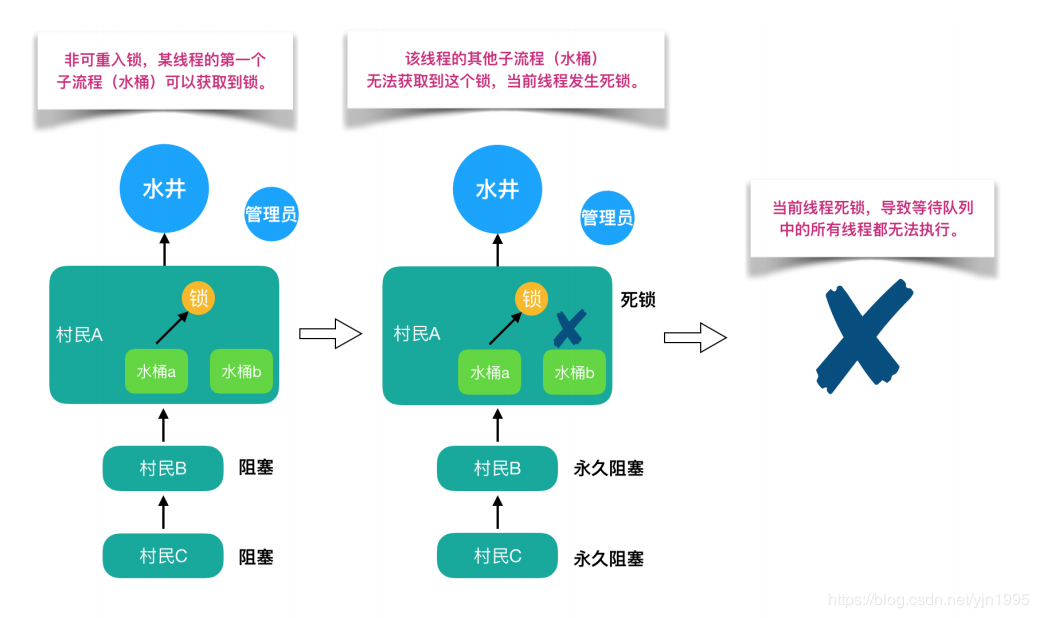 非可重入锁，某线程的第一个
子流程（水桶）可以获取到锁。
该线程的其他子流程（水桶）
无法获取到这个锁，当前线程发生死锁。
水井
管理员
锁
村民A
水桶a
水桶b
村民B
阻塞
村民C
阻塞
水井
管理员
死锁
锁
村民A
水桶a
水桶b
村民B
永久阻塞
村民C
永久阻塞
当前线程死锁，导致等待队列
中的所有线程都无法执行。
https://blog.csdn.net/yjn1995